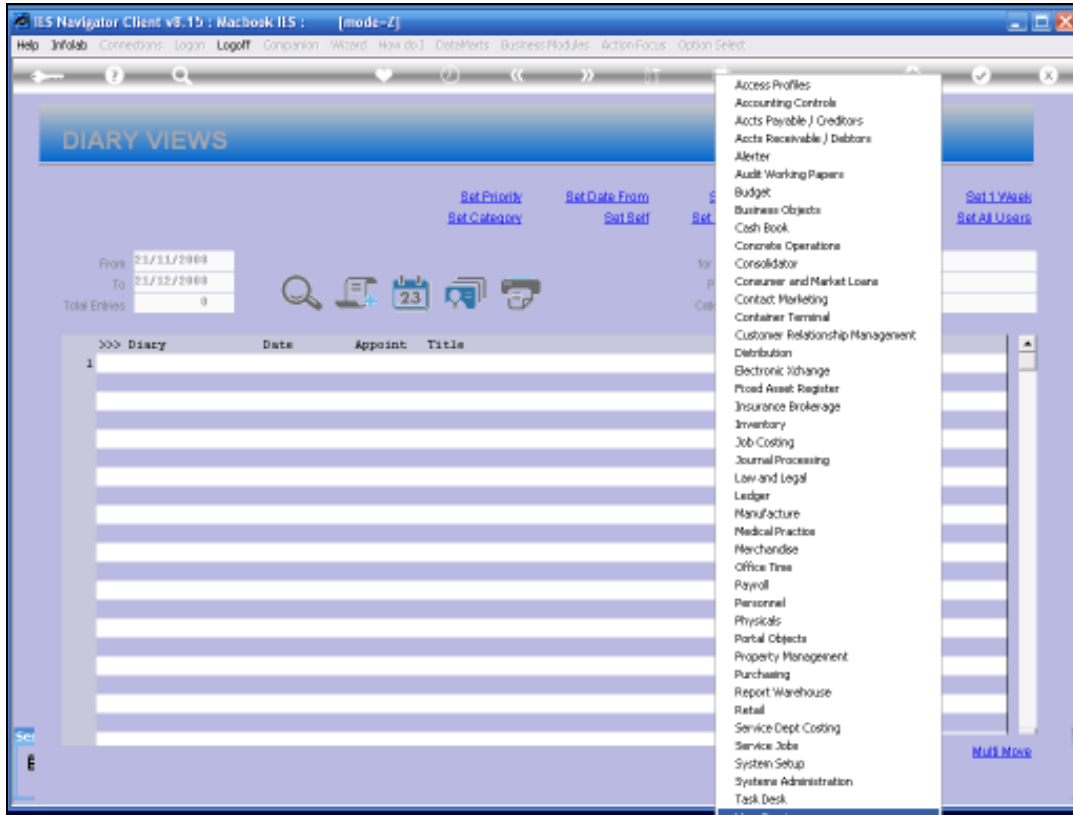 IES Navigator Client v8.15 : Macbook IES : [mode=Z]
Help Infolab Connections Logon Logoff Companion Wizard How do I DataAlerts Business Modules Action Focus Option Select
DIARY VIEWS
Set Priority Set Date From Set 1 Week
Set Category Set Self Set Set All Users
From 21/11/2008 for
To 21/12/2008
Total Entries 0
23
>>> Diary Date Appoint Title
1
Multi Move
Access Profiles
Accounting Controls
Accts Payable / Creditors
Accts Receivable / Debtors
Alerter
Audit Working Papers
Budget
Business Objects
Cash Book
Concrete Operations
Consolidator
Consumer and Market Loans
Contact Marketing
Container Terminal
Customer Relationship Management
Distribution
Electronic Xchange
Fixed Asset Register
Insurance Brokerage
Inventory
Job Costing
Journal Processing
Law and Legal
Ledger
Manufacture
Medical Practice
Merchandise
Office Time
Payroll
Personnel
Physicals
Portal Objects
Property Management
Purchasing
Report Warehouse
Retail
Service Dept Costing
Service Jobs
System Setup
Systems Administration
Task Desk